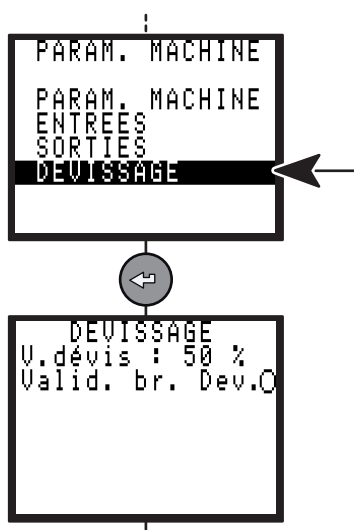 PARAM. MACHINE
PARAM. MACHINE
ENTREES
SORTIES
DEVISSAGE
DEVISSAGE
V.dévis : 50 %
Valid. br. Dev.O